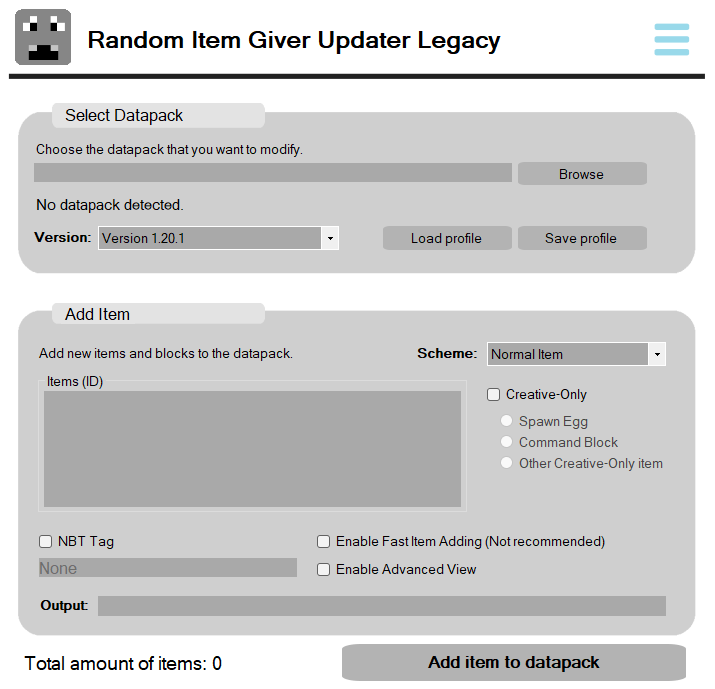 Random Item Giver Updater Legacy
Select Datapack
Choose the datapack that you want to modify.
Browse
No datapack detected.
Version: Version 1.20.1
Load profile
Save profile
Add Item
Add new items and blocks to the datapack.
Scheme: Normal Item
Items (ID)
Creative-Only
Spawn Egg
Command Block
Other Creative-Only item
NBT Tag
Enable Fast Item Adding (Not recommended)
None
Enable Advanced View
Output:
Total amount of items: 0
Add item to datapack